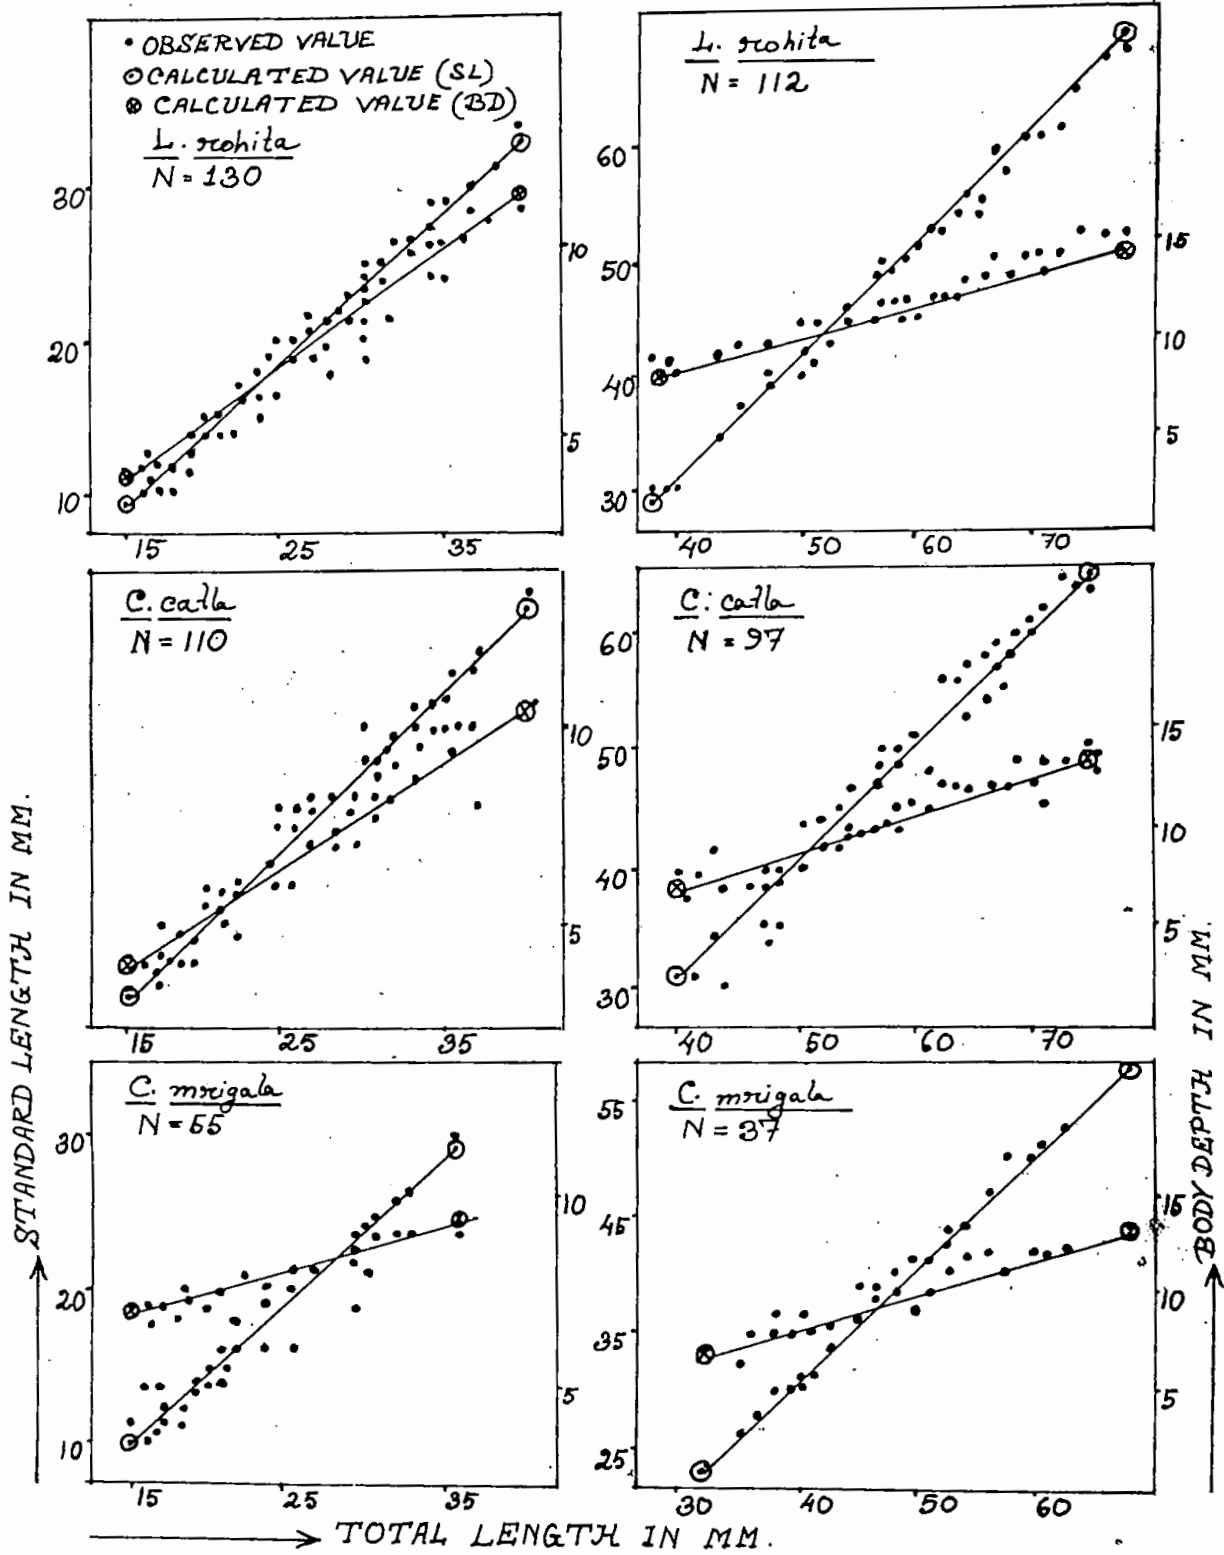 • OBSERVED VALUE
⊙ CALCULATED VALUE (SL)
⊗ CALCULATED VALUE (BD)
L. rohita
N = 130
30
20
10
10
5
15 25 35
L. rohita
N = 112
60
50
40
30
15
10
5
40 50 60 70
C. catla
N = 110
10
5
15 25 35
C. catla
N = 97
60
50
40
30
15
10
5
40 50 60 70
C. mrigala
N = 55
30
20
10
10
5
15 25 35
C. mrigala
N = 37
55
45
35
25
15
10
5
30 40 50 60
STANDARD LENGTH IN MM.
BODY DEPTH IN MM.
TOTAL LENGTH IN MM.